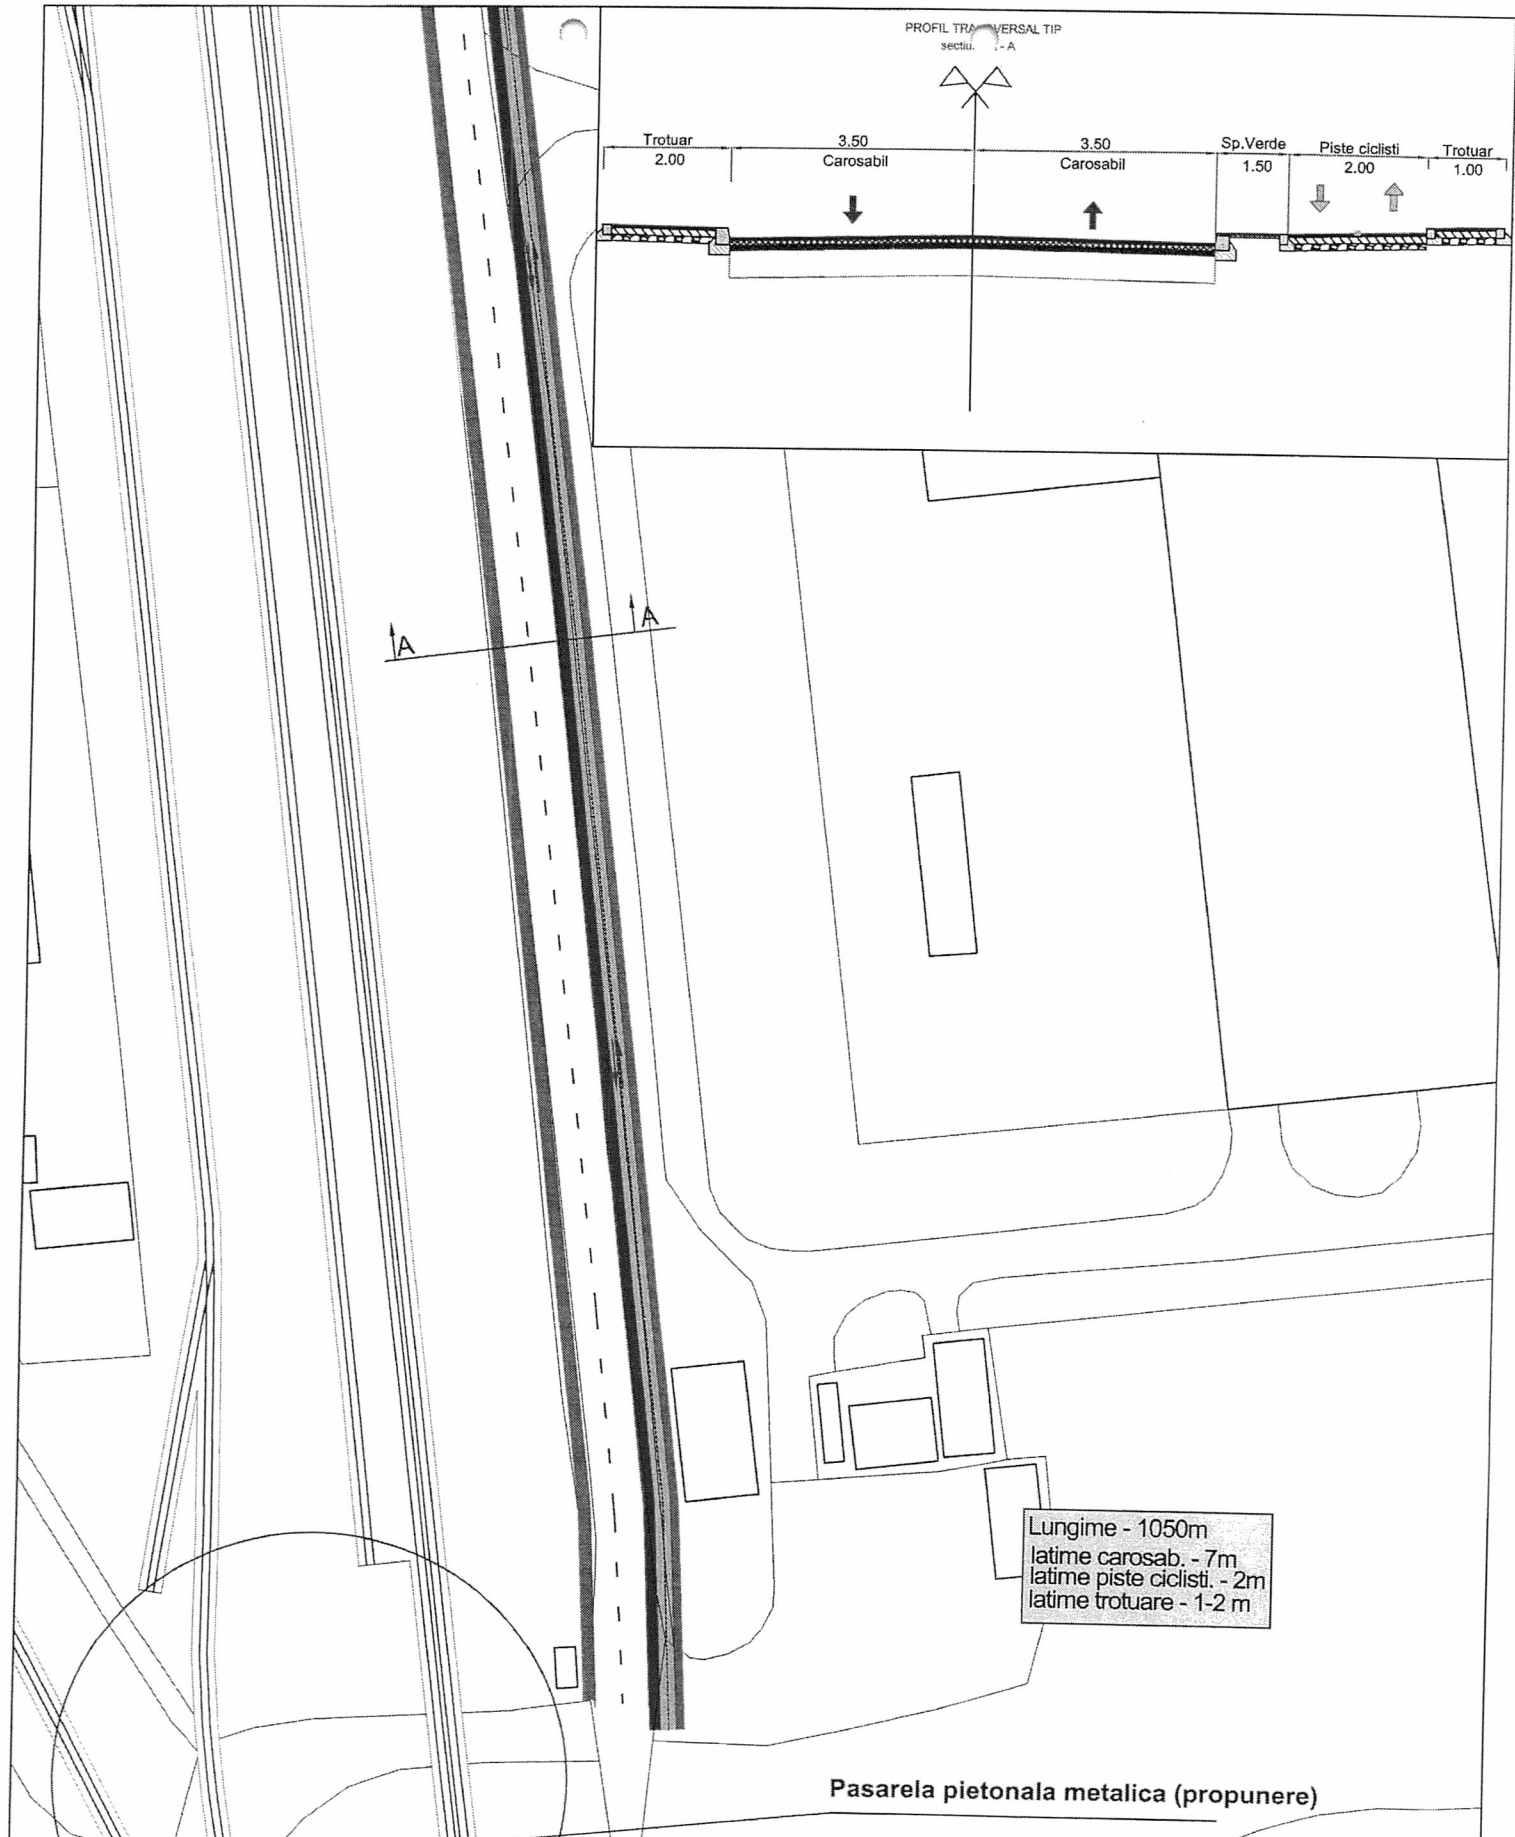 PROFIL TRA VERSAL TIP
sectiu. - A
Trotuar 3.50 3.50 Sp.Verde Piste ciclisti Trotuar
2.00 Carosabil Carosabil 1.50 2.00 1.00
A A
Lungime - 1050m
latime carosab. - 7m
latime piste ciclisti. - 2m
latime trotuare - 1-2 m
Pasarela pietonala metalica (propunere)